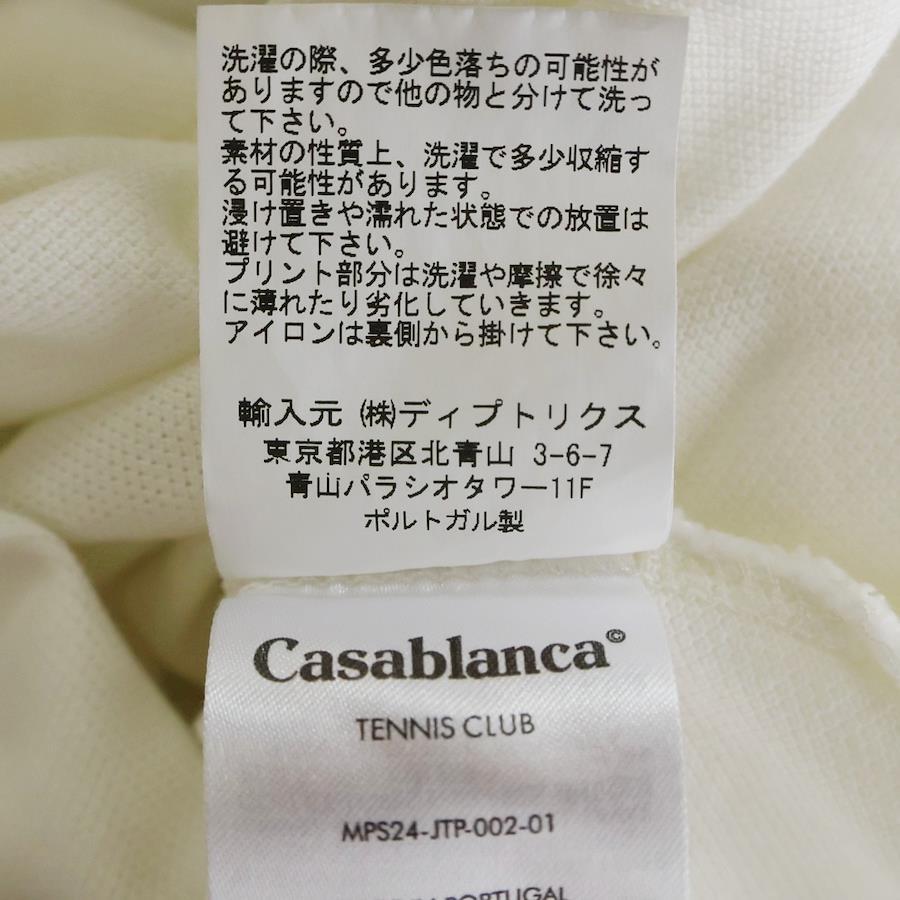 洗濯の際、多少色落ちの可能性が
ありますので他の物と分けて洗っ
て下さい。
素材の性質上、洗濯で多少収縮す
る可能性があります。
浸け置きや濡れた状態での放置は
避けて下さい。
プリント部分は洗濯や摩擦で徐々
に薄れたり劣化していきます。
アイロンは裏側から掛けて下さい。
輸入元 ㈱ディプトリクス
東京都港区北青山 3-6-7
青山パラシオタワー11F
ポルトガル製
Casablanca©
TENNIS CLUB
MPS24-JTP-002-01
PORTUGAL